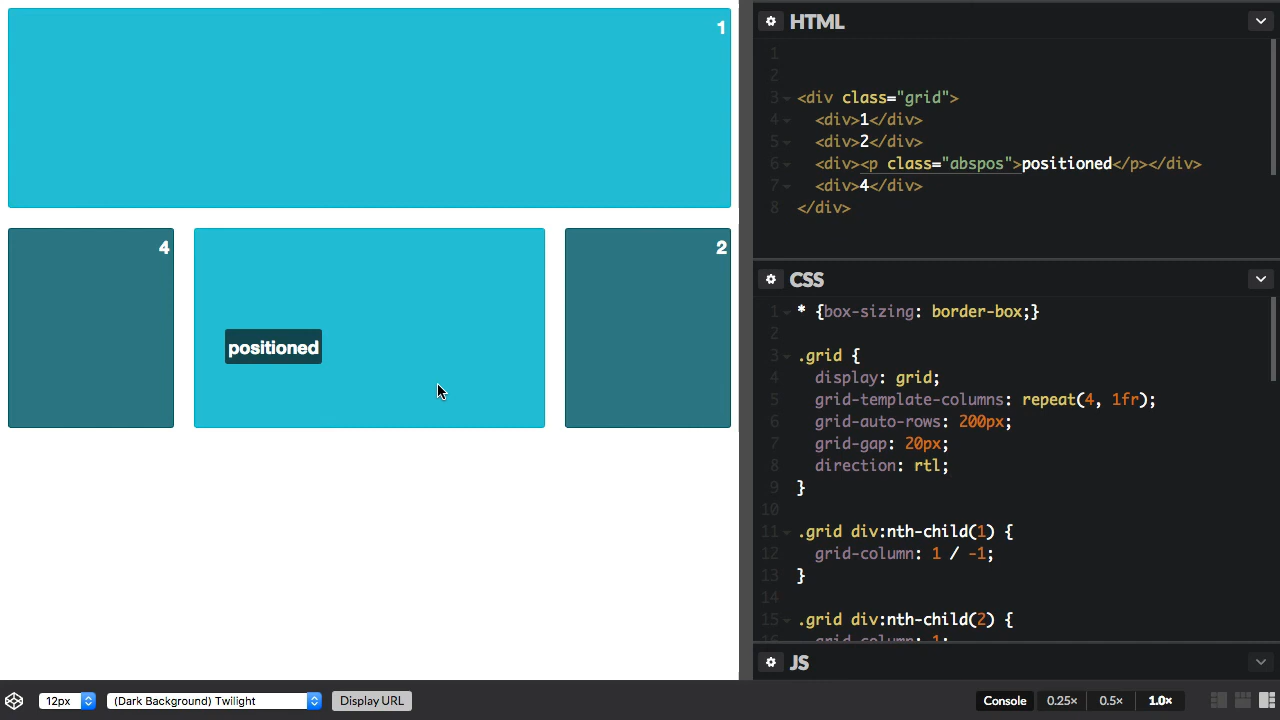 1
4
2
positioned
HTML
1
2
3 <div class="grid">
4 <div>1</div>
5 <div>2</div>
6 <div><p class="abspos">positioned</p></div>
7 <div>4</div>
8 </div>
CSS
1 * {box-sizing: border-box;}
2
3 .grid {
4 display: grid;
5 grid-template-columns: repeat(4, 1fr);
6 grid-auto-rows: 200px;
7 grid-gap: 20px;
8 direction: rtl;
9 }
10
11 .grid div:nth-child(1) {
12 grid-column: 1 / -1;
13 }
14
15 .grid div:nth-child(2) {
16 grid-column: 1;
JS
12px (Dark Background) Twilight Display URL Console 0.25× 0.5× 1.0×